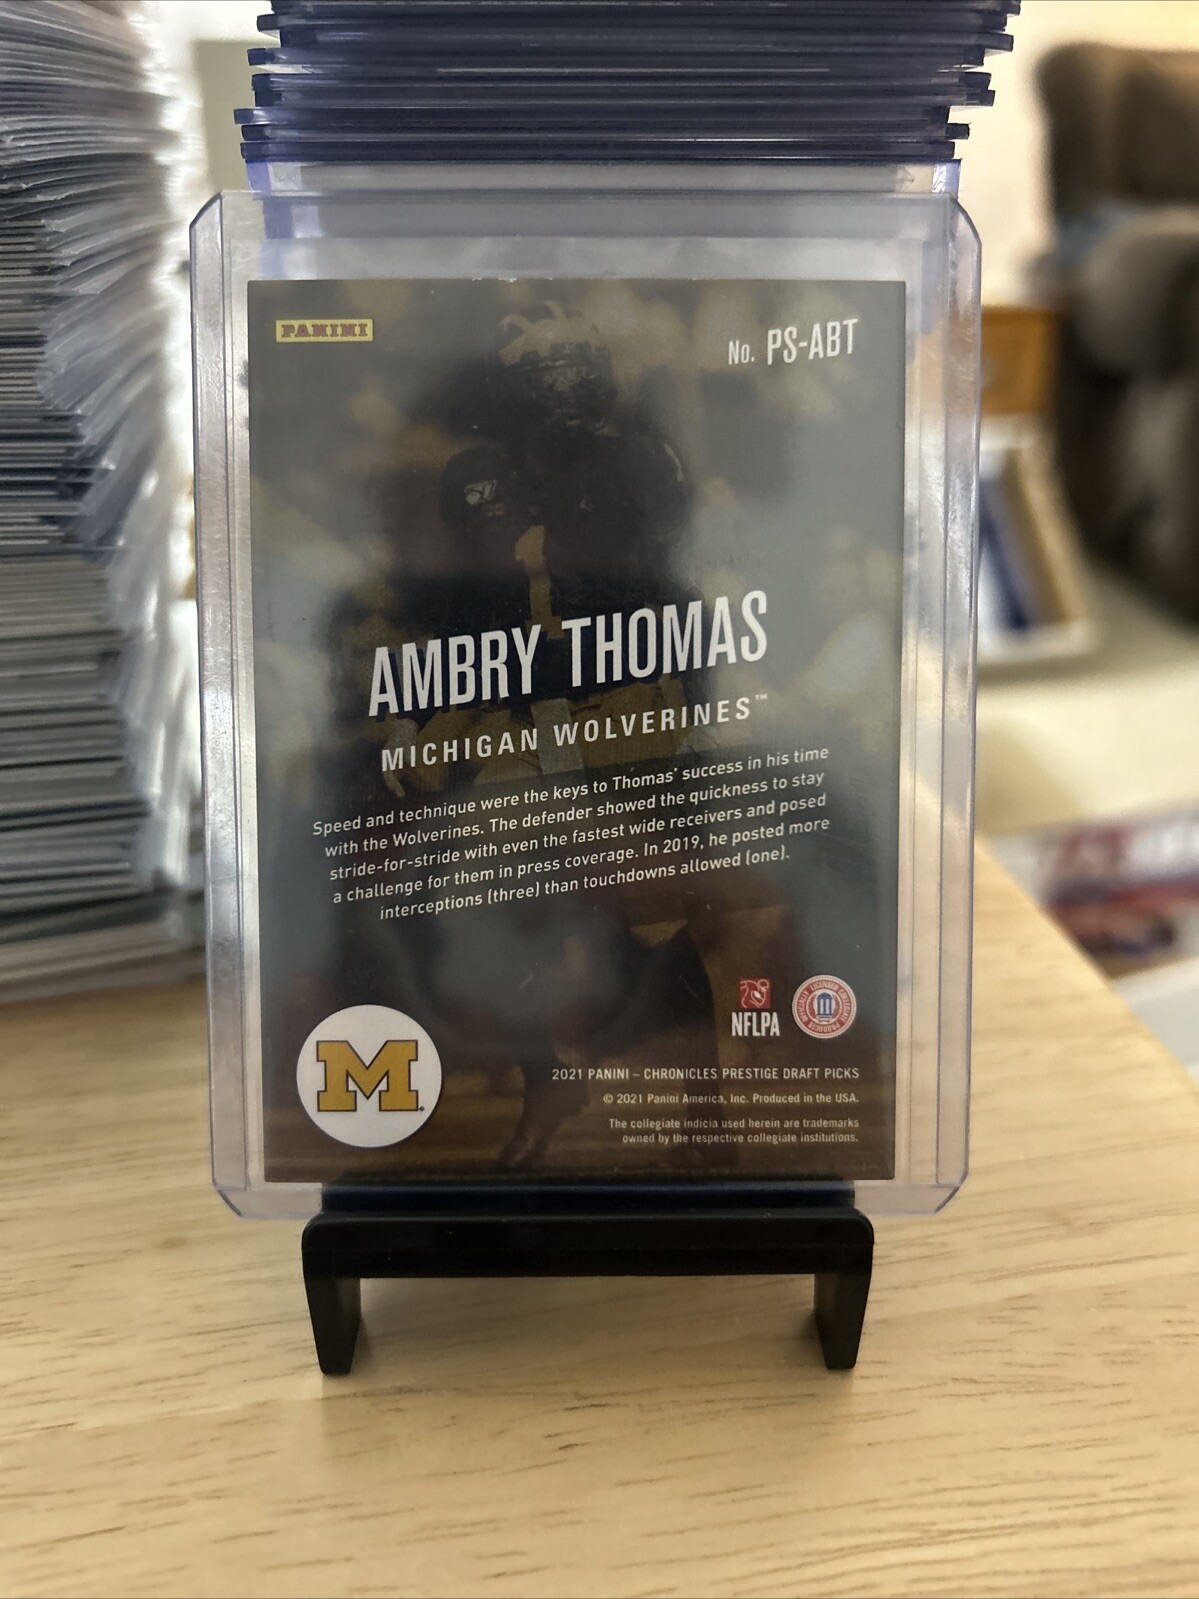 PANINI
No. PS-ABT
AMBRY THOMAS
MICHIGAN WOLVERINES™
Speed and technique were the keys to Thomas' success in his time
with the Wolverines. The defender showed the quickness to stay
stride-for-stride with even the fastest wide receivers and posed
a challenge for them in press coverage. In 2019, he posted more
interceptions (three) than touchdowns allowed (one).
M
NFLPA
OFFICIALLY LICENSED COLLEGIATE PRODUCTS
2021 PANINI – CHRONICLES PRESTIGE DRAFT PICKS
© 2021 Panini America, Inc. Produced in the USA.
The collegiate indicia used herein are trademarks
owned by the respective collegiate institutions.